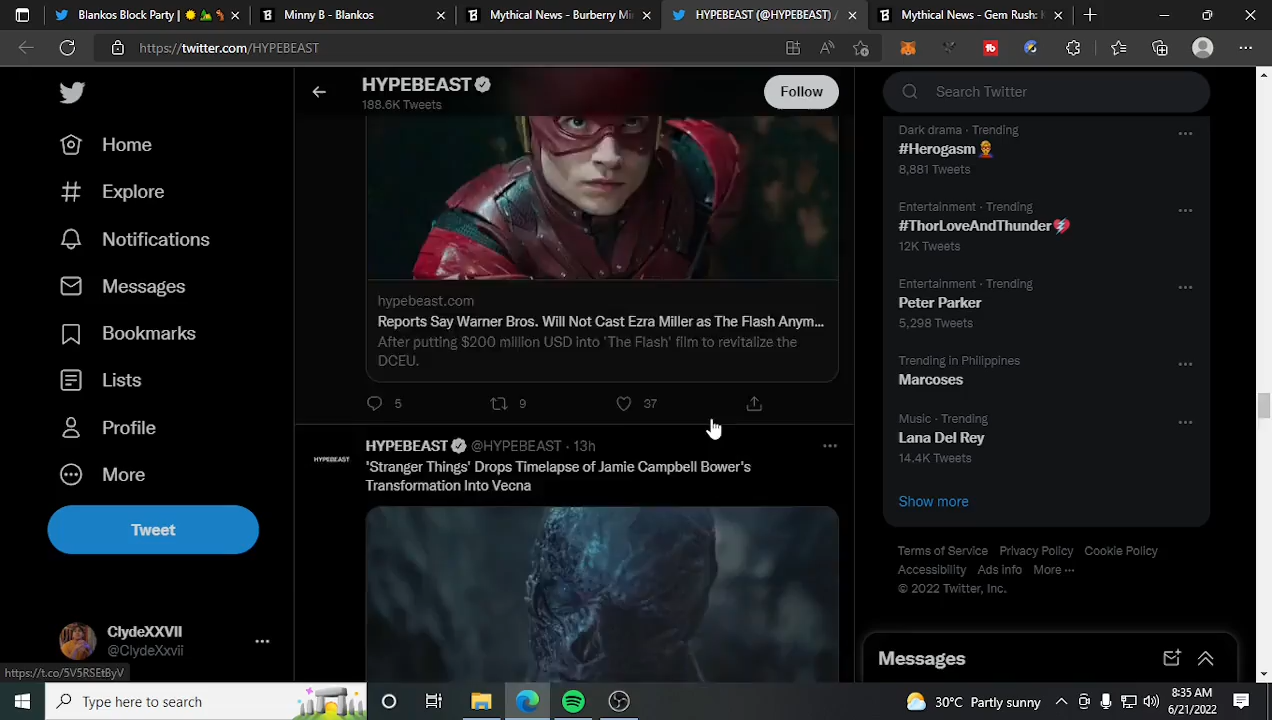 Blankos Block Party |
Minny B - Blankos
Mythical News - Burberry Mi
HYPEBEAST (@HYPEBEAST) /
Mythical News - Gem Rush:
https://twitter.com/HYPEBEAST
HYPEBEAST
188.6K Tweets
Follow
Search Twitter
Home
Explore
Notifications
Messages
Bookmarks
Lists
Profile
More
Tweet
ClydeXXVII
@ClydeXxvii
https://t.co/5V5RSEtByV
hypebeast.com
Reports Say Warner Bros. Will Not Cast Ezra Miller as The Flash Anym...
After putting $200 million USD into 'The Flash' film to revitalize the
DCEU.
5 9 37
HYPEBEAST @HYPEBEAST · 13h
'Stranger Things' Drops Timelapse of Jamie Campbell Bower's
Transformation Into Vecna
HYPEBEAST
Dark drama · Trending
#Herogasm
8,881 Tweets
Entertainment · Trending
#ThorLoveAndThunder
12K Tweets
Entertainment · Trending
Peter Parker
5,298 Tweets
Trending in Philippines
Marcoses
Music · Trending
Lana Del Rey
14.4K Tweets
Show more
Terms of Service Privacy Policy Cookie Policy
Accessibility Ads info More ···
© 2022 Twitter, Inc.
Messages
Type here to search
30°C Partly sunny
8:35 AM
6/21/2022